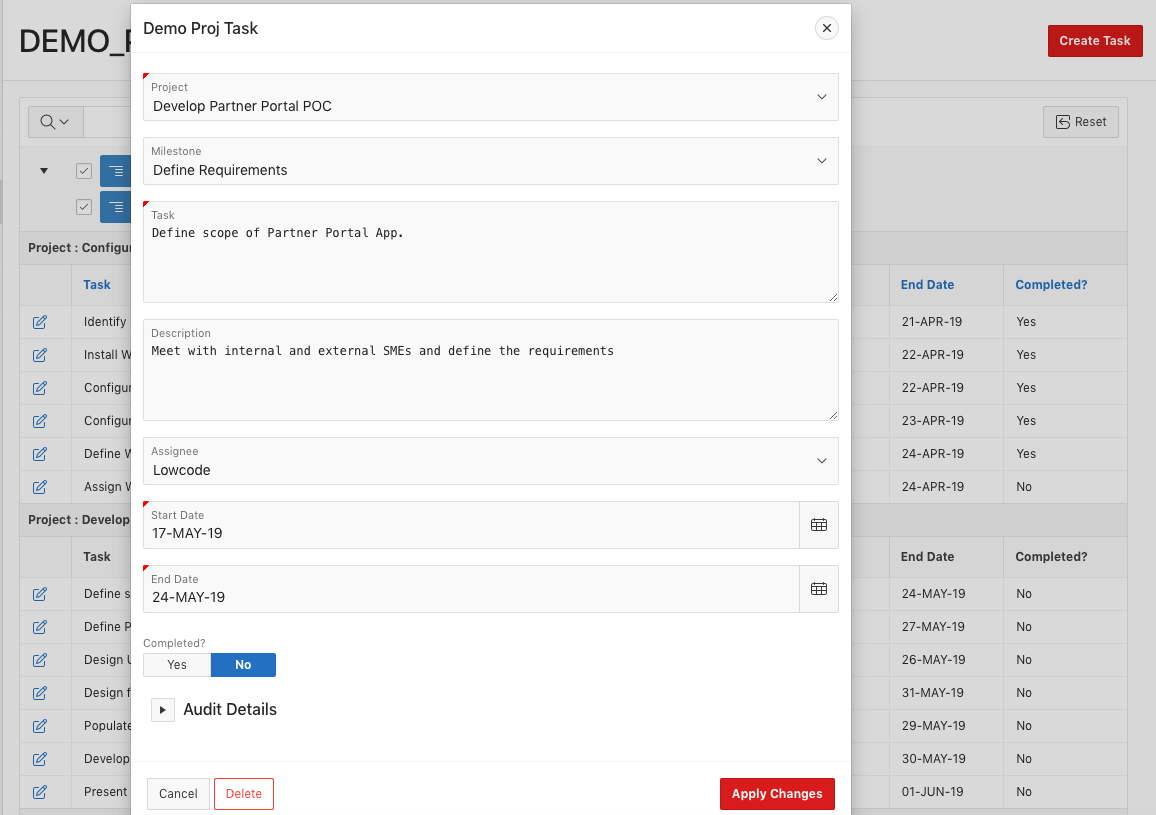 DEMO_P
Create Task
Demo Proj Task
Project
Develop Partner Portal POC
Reset
Milestone
Define Requirements
Task
Define scope of Partner Portal App.
Project : Configu
Task
End Date
Completed?
Identify
21-APR-19
Yes
Install W
22-APR-19
Yes
Configur
22-APR-19
Yes
Configur
23-APR-19
Yes
Define W
24-APR-19
Yes
Assign W
24-APR-19
No
Description
Meet with internal and external SMEs and define the requirements
Assignee
Lowcode
Start Date
17-MAY-19
End Date
24-MAY-19
Completed?
Yes
No
Audit Details
Project : Develop
Task
End Date
Completed?
Define s
24-MAY-19
No
Define P
27-MAY-19
No
Design U
26-MAY-19
No
Design f
31-MAY-19
No
Populate
29-MAY-19
No
Develop
30-MAY-19
No
Present
01-JUN-19
No
Cancel
Delete
Apply Changes